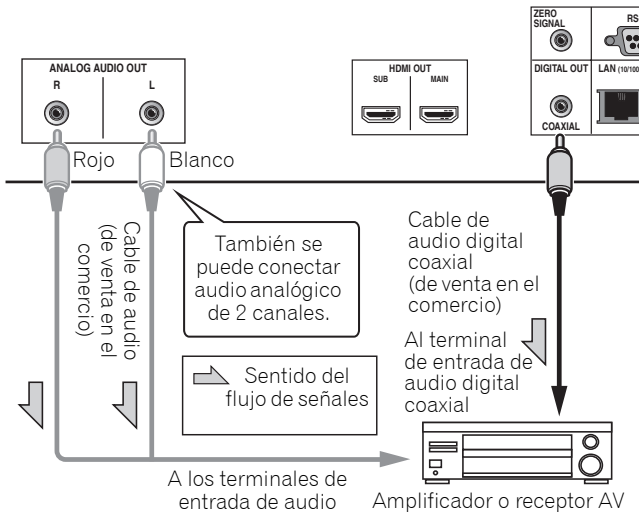 ZERO
SIGNAL
RS
ANALOG AUDIO OUT
R
L
HDMI OUT
SUB
MAIN
DIGITAL OUT
LAN (10/100
COAXIAL
Rojo
Blanco
Cable de audio
(de venta en el
comercio)
También se
puede conectar
audio analógico
de 2 canales.
Cable de
audio digital
coaxial
(de venta en el
comercio)
Al terminal
de entrada de
audio digital
coaxial
Sentido del
flujo de señales
A los terminales de
entrada de audio
Amplificador o receptor AV